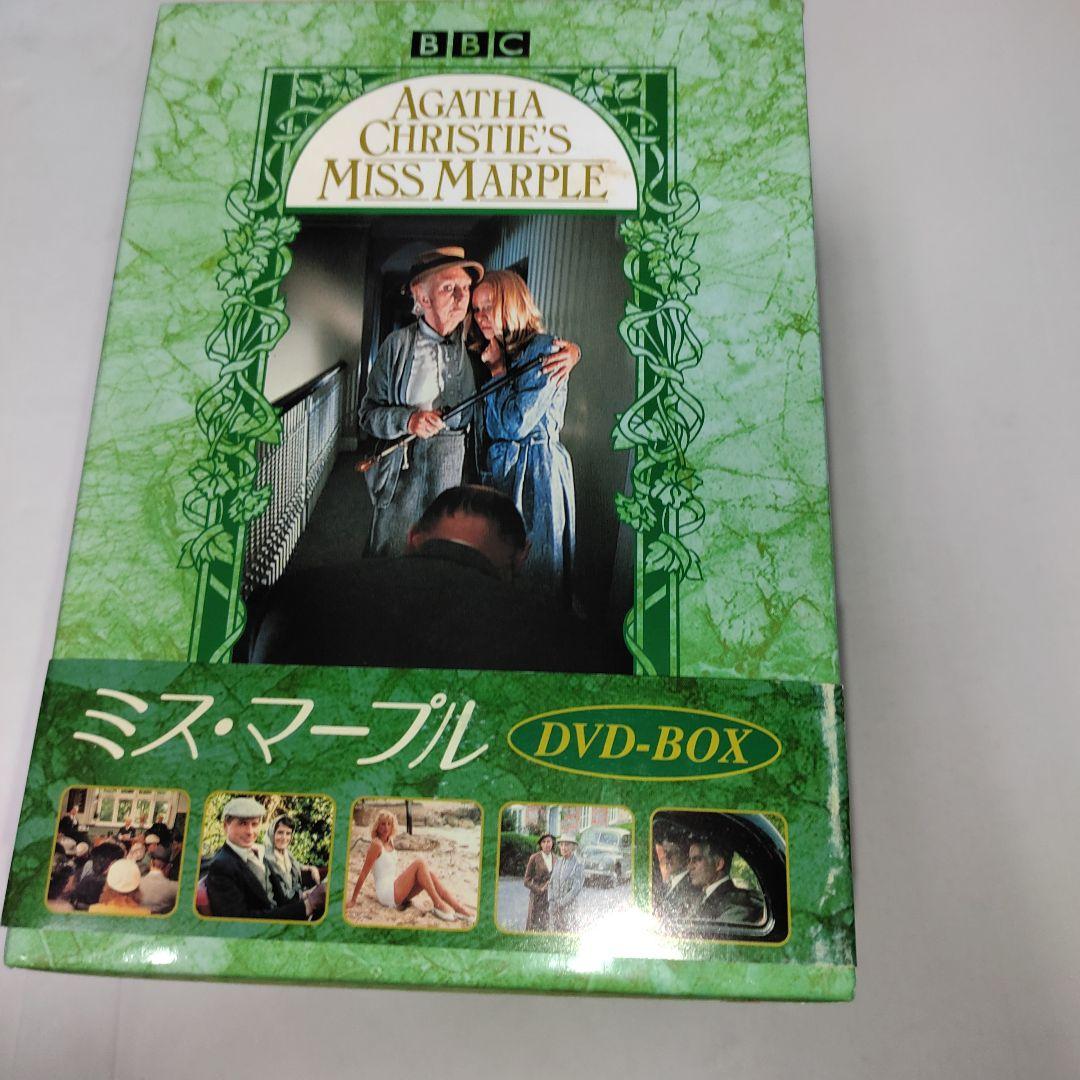 BBC
AGATHA
CHRISTIE'S
MISS MARPLE
ミス・マープル DVD-BOX